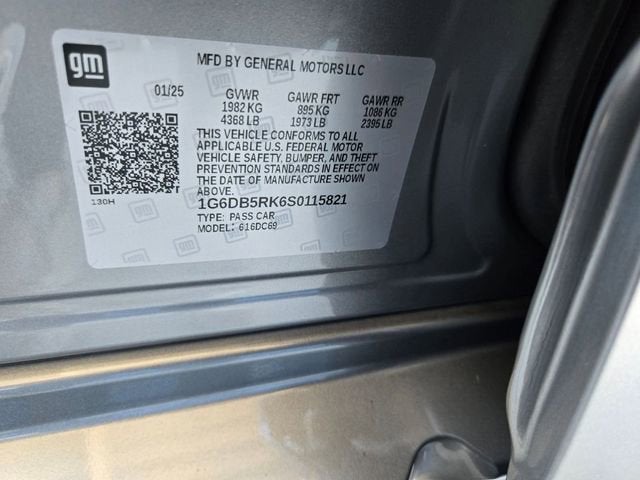 gm
MFD BY GENERAL MOTORS LLC
01/25
GVWR GAWR FRT GAWR RR
1982 KG 895 KG 1086 KG
4368 LB 1973 LB 2395 LB
THIS VEHICLE CONFORMS TO ALL
APPLICABLE U.S. FEDERAL MOTOR
VEHICLE SAFETY, BUMPER, AND THEFT
PREVENTION STANDARDS IN EFFECT ON
THE DATE OF MANUFACTURE SHOWN
ABOVE.
130H
1G6DB5RK6S0115821
TYPE: PASS CAR
MODEL: 616DC69